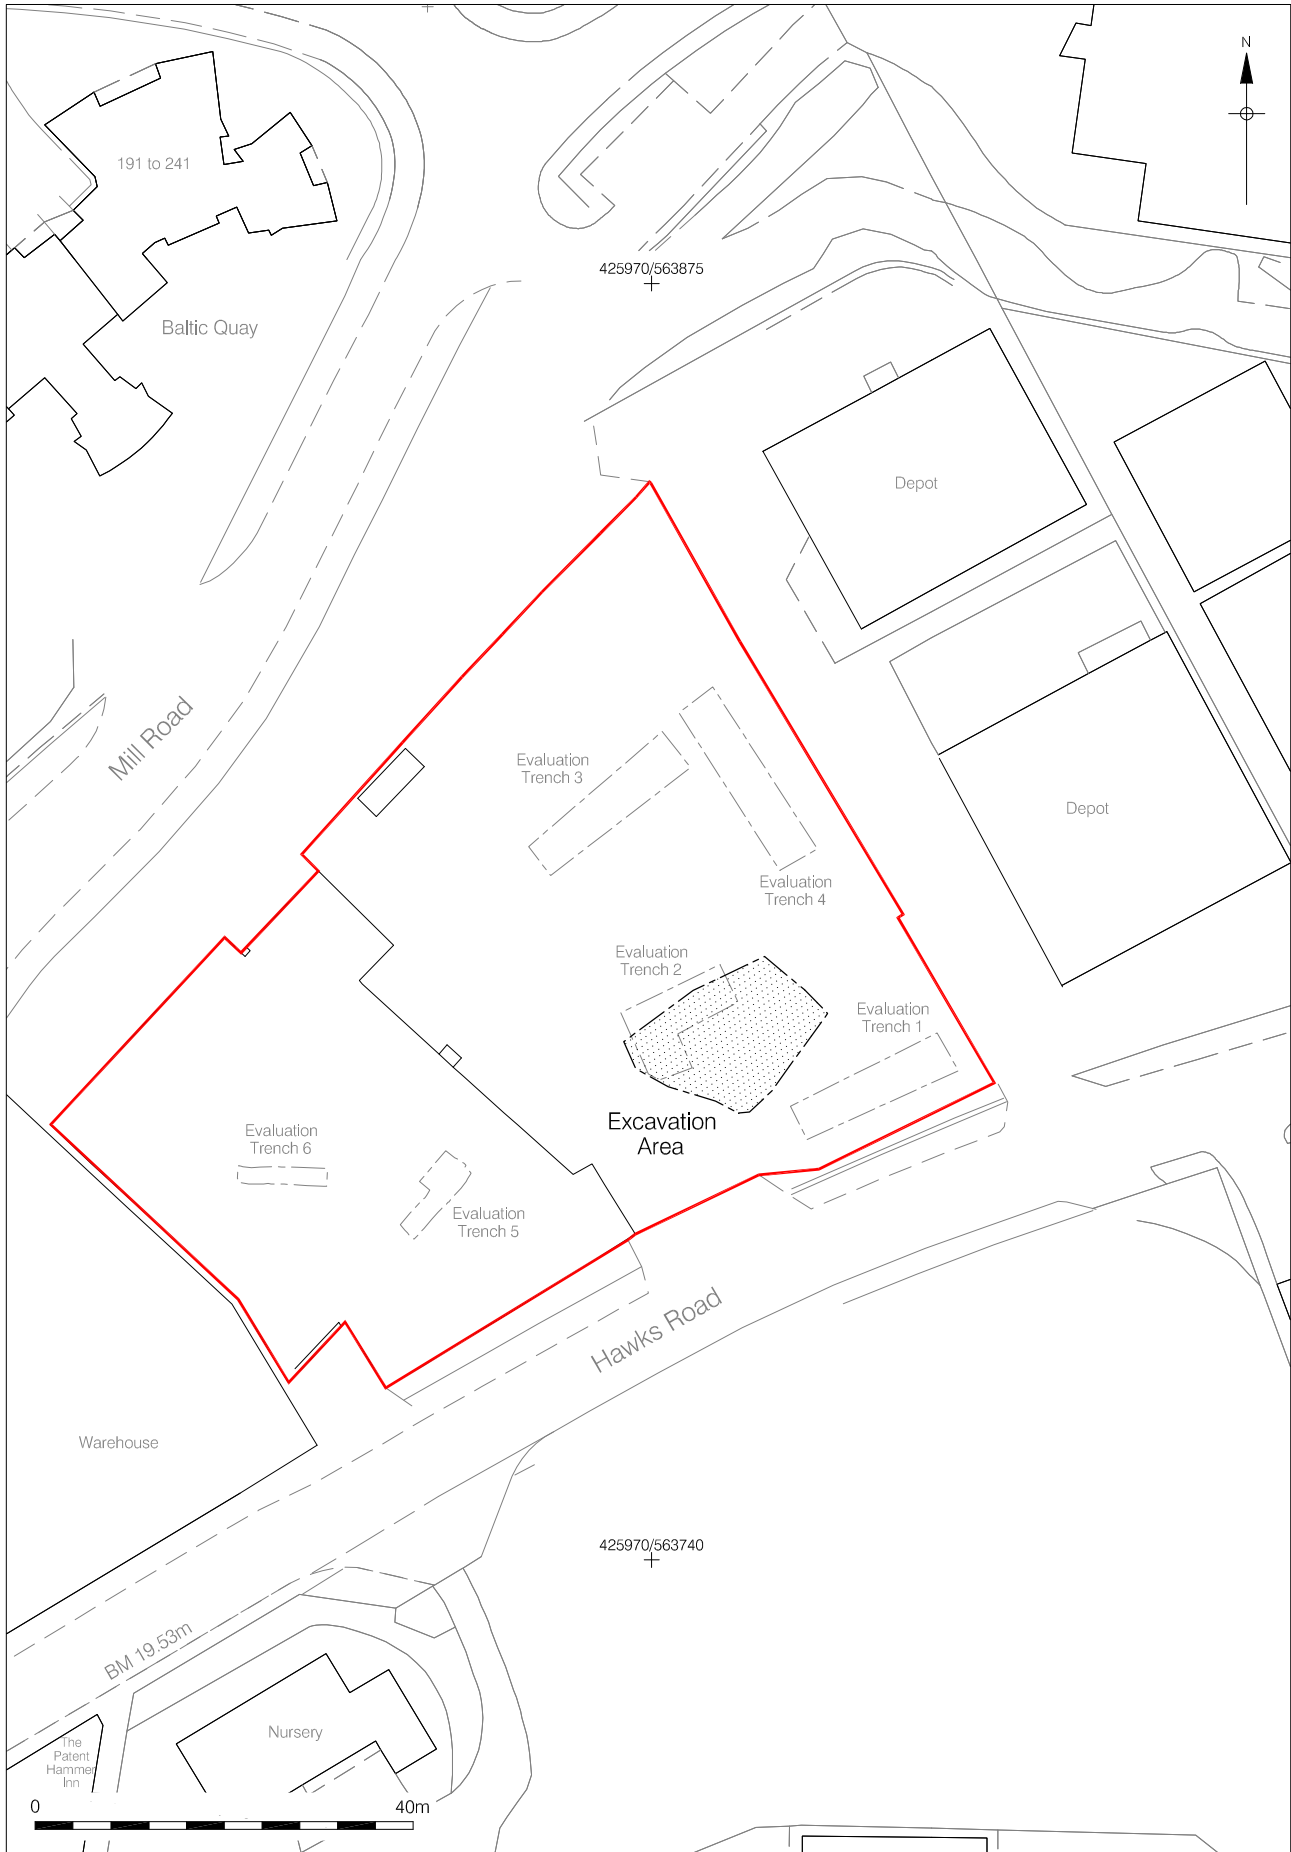 N
191 to 241
425970/563875
Baltic Quay
Depot
Mill Road
Evaluation
Trench 3
Depot
Evaluation
Trench 4
Evaluation
Trench 2
Evaluation
Trench 1
Excavation
Area
Evaluation
Trench 6
Evaluation
Trench 5
Hawks Road
Warehouse
425970/563740
BM 19.53m
Nursery
The
Patent
Hammer
Inn
0
40m